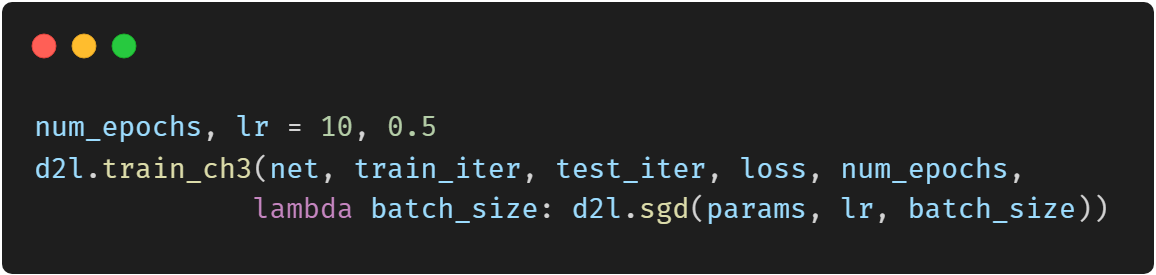 num_epochs, lr = 10, 0.5
d2l.train_ch3(net, train_iter, test_iter, loss, num_epochs,
             lambda batch_size: d2l.sgd(params, lr, batch_size))